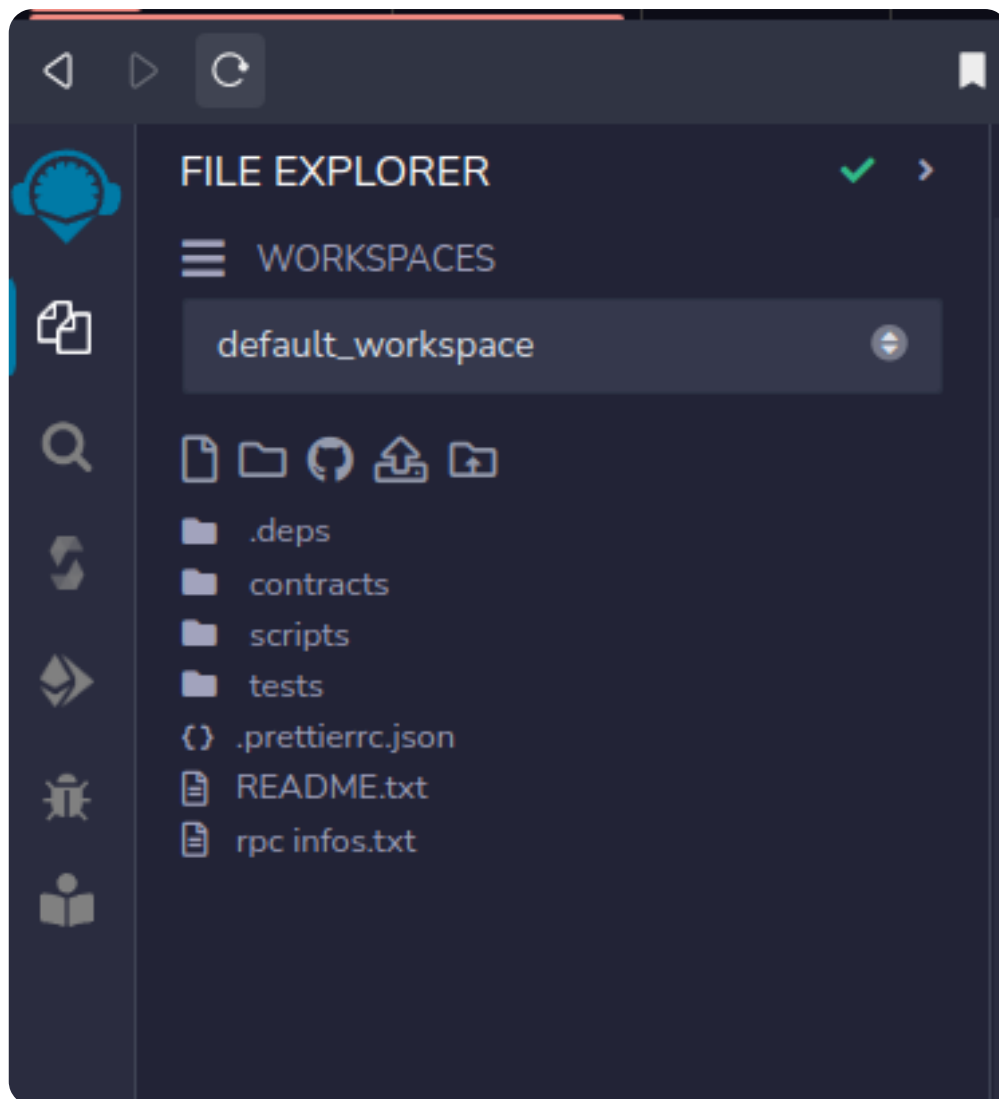 FILE EXPLORER
WORKSPACES
default_workspace
.deps
contracts
scripts
tests
.prettierrc.json
README.txt
rpc infos.txt